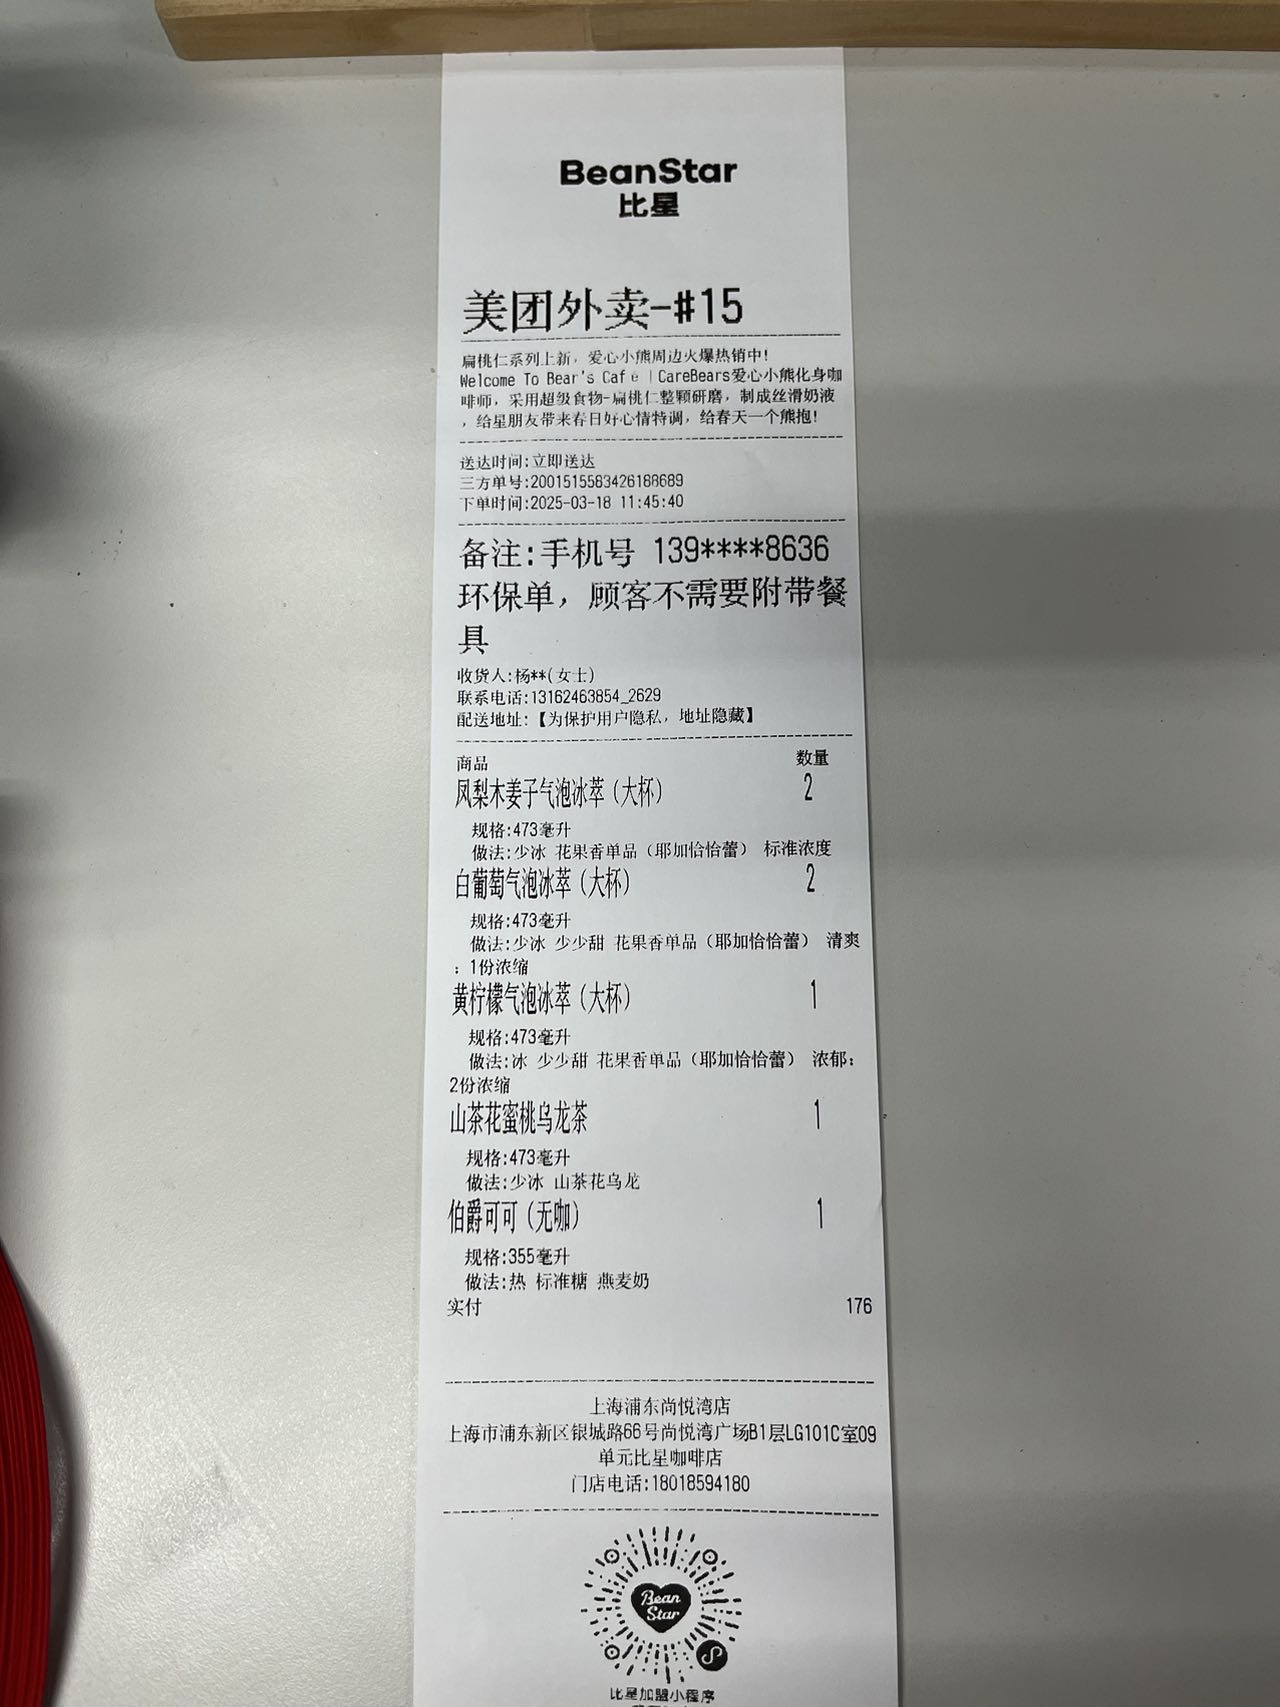 BeanStar
比星
美团外卖-#15
扁桃仁系列上新，爱心小熊周边火爆热销中!
Welcome To Bear's Cafe |CareBears爱心小熊化身咖
啡师，采用超级食物-扁桃仁整颗研磨，制成丝滑奶液
，给星朋友带来春日好心情特调，给春天一个熊抱!
送达时间:立即送达
三方单号:2001515583426188689
下单时间:2025-03-18 11:45:40
备注:手机号 139****8636
环保单，顾客不需要附带餐
具
收货人:杨**(女士)
联系电话:13162463854_2629
配送地址:【为保护用户隐私，地址隐藏】
商品 数量
凤梨木姜子气泡冰萃（大杯） 2
规格:473毫升
做法:少冰 花果香单品（耶加恰恰蕾） 标准浓度
白葡萄气泡冰萃（大杯） 2
规格:473毫升
做法:少冰 少少甜 花果香单品（耶加恰恰蕾） 清爽
：1份浓缩
黄柠檬气泡冰萃（大杯） 1
规格:473毫升
做法:冰 少少甜 花果香单品（耶加恰恰蕾） 浓郁：
2份浓缩
山茶花蜜桃乌龙茶 1
规格:473毫升
做法:少冰 山茶花乌龙
伯爵可可（无咖） 1
规格:355毫升
做法:热 标准糖 燕麦奶
实付 176
上海浦东尚悦湾店
上海市浦东新区银城路66号尚悦湾广场B1层LG101C室09
单元比星咖啡店
门店电话:18018594180
Bean
Star
比星加盟小程序